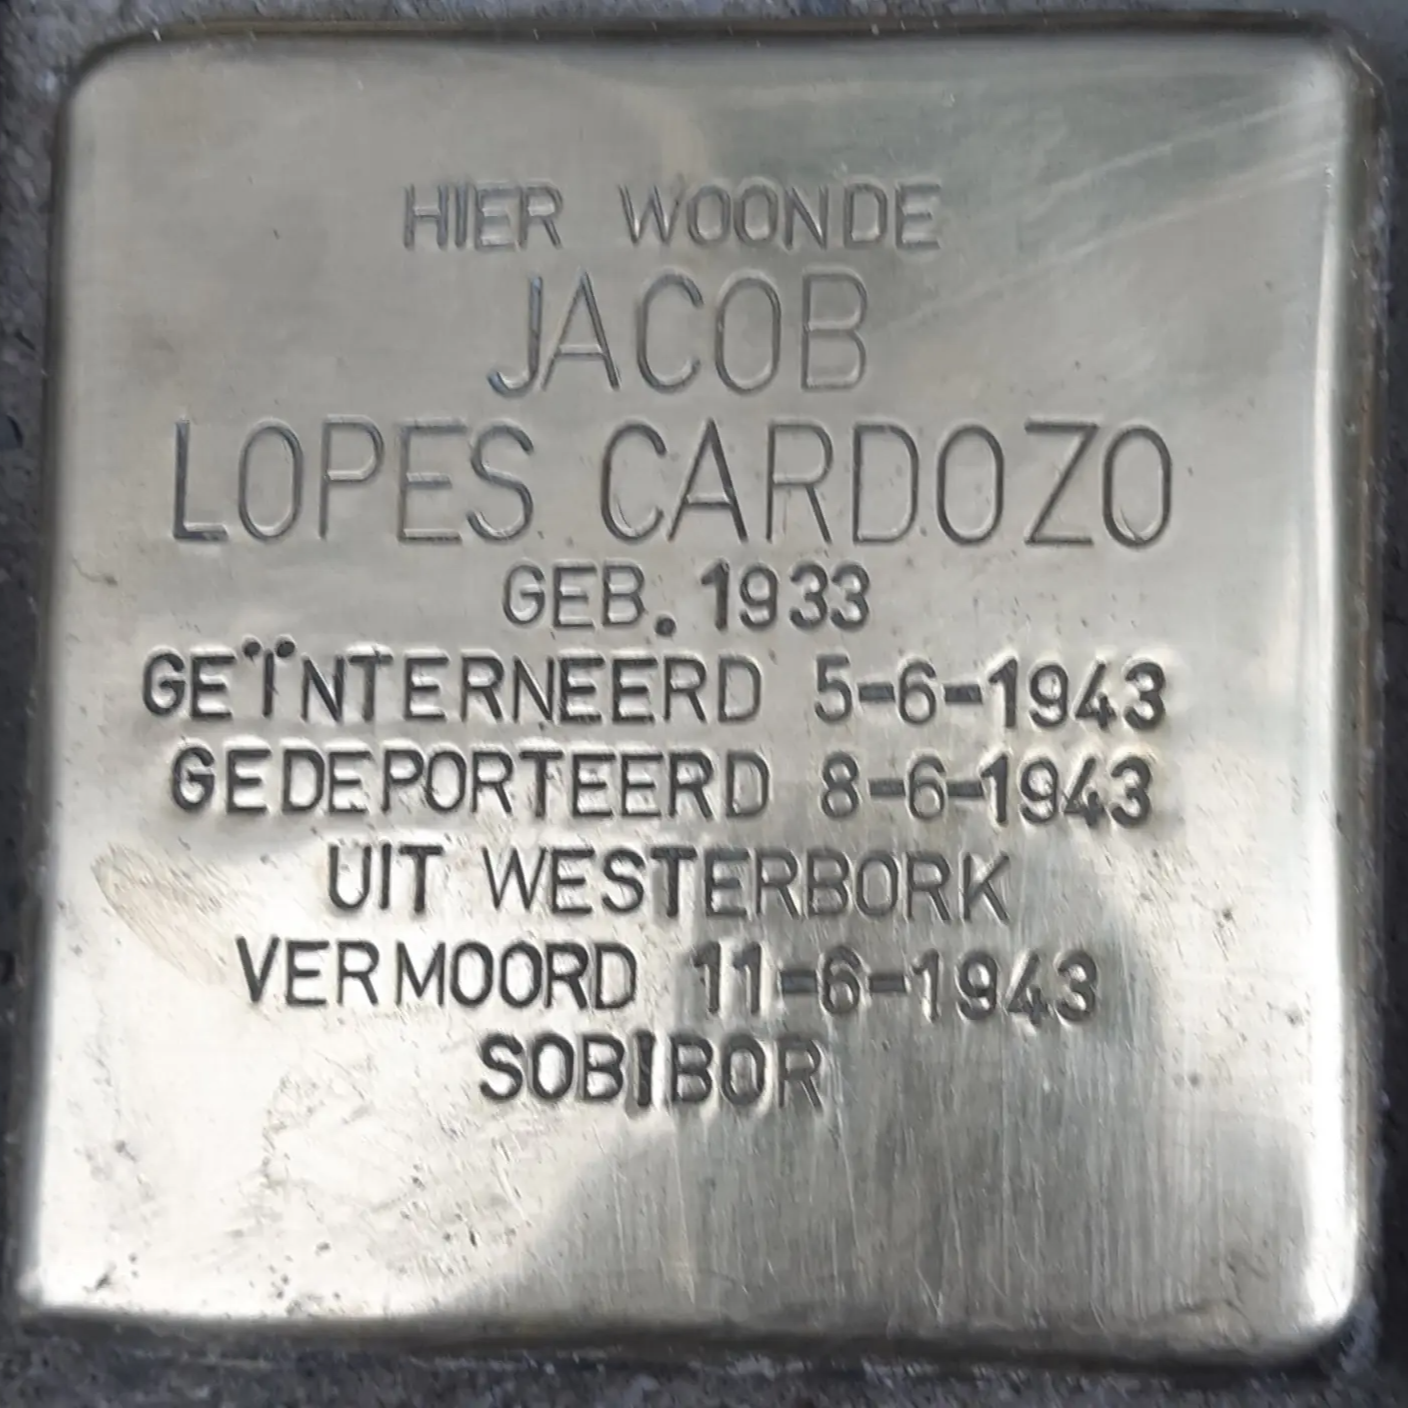 HIER WOONDE
JACOB
LOPES CARDOZO
GEB. 1933
GEÏNTERNEERD 5-6-1943
GEDEPORTEERD 8-6-1943
UIT WESTERBORK
VERMOORD 11-6-1943
SOBIBOR